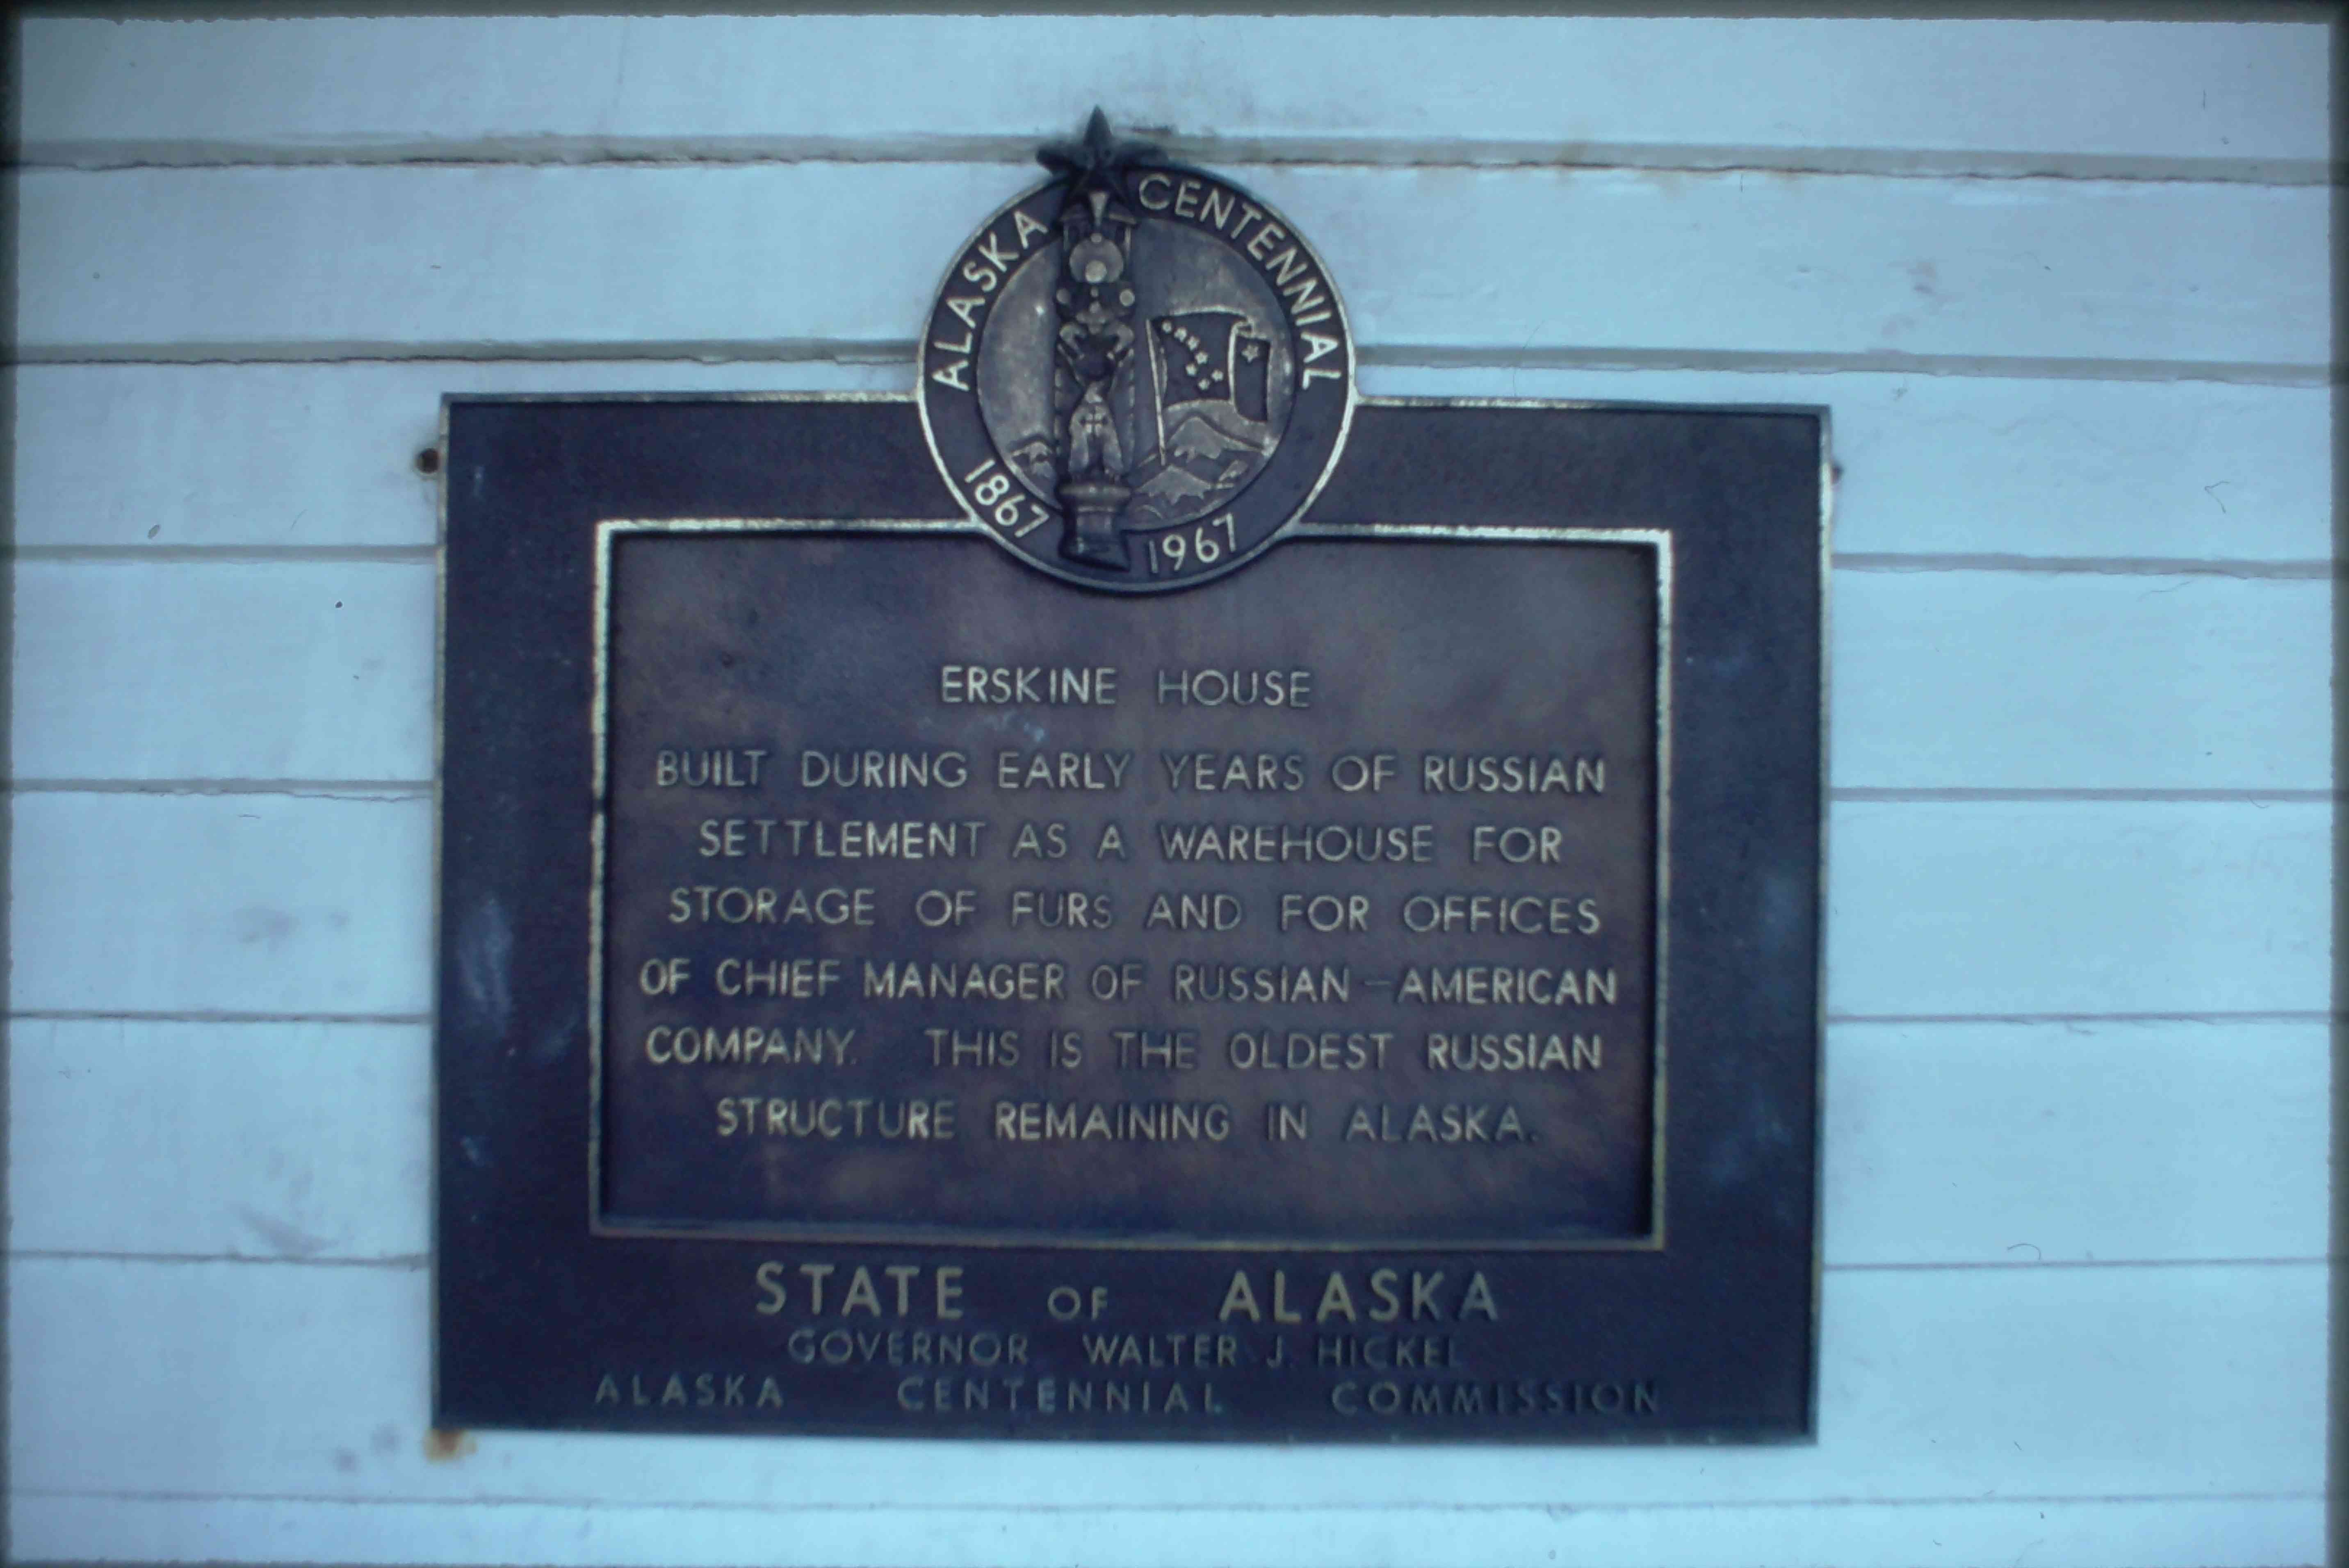 ALASKA CENTENNIAL
1867 1967
ERSKINE HOUSE
BUILT DURING EARLY YEARS OF RUSSIAN
SETTLEMENT AS A WAREHOUSE FOR
STORAGE OF FURS AND FOR OFFICES
OF CHIEF MANAGER OF RUSSIAN-AMERICAN
COMPANY. THIS IS THE OLDEST RUSSIAN
STRUCTURE REMAINING IN ALASKA.
STATE OF ALASKA
GOVERNOR WALTER J. HICKEL
ALASKA CENTENNIAL COMMISSION